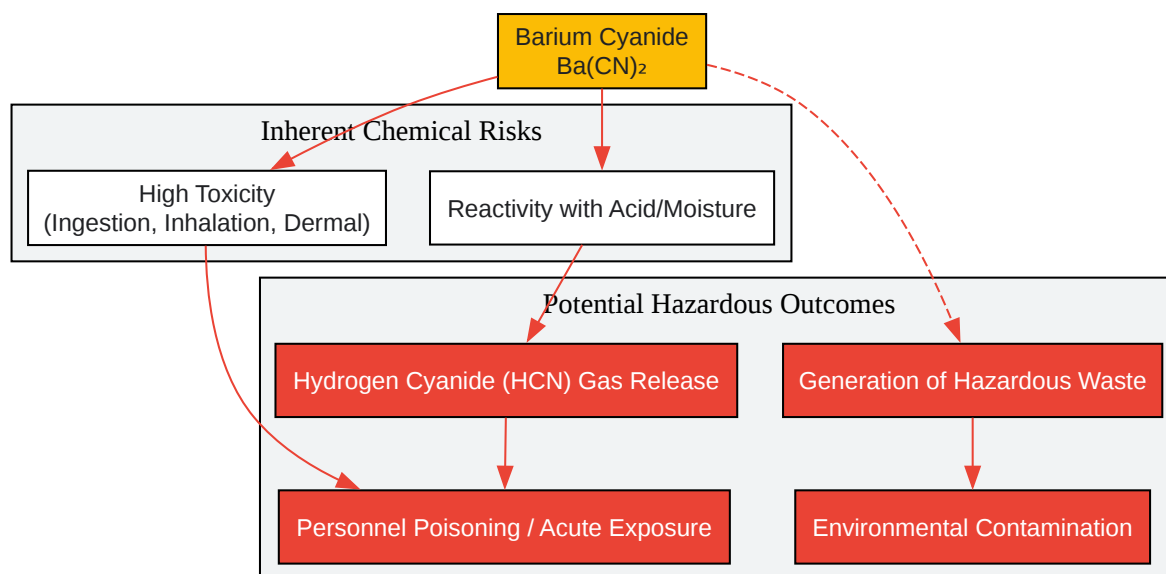 Barium Cyanide
Ba(CN)₂
Inherent Chemical Risks
High Toxicity
(Ingestion, Inhalation, Dermal)
Reactivity with Acid/Moisture
Potential Hazardous Outcomes
Hydrogen Cyanide (HCN) Gas Release
Generation of Hazardous Waste
Personnel Poisoning / Acute Exposure
Environmental Contamination